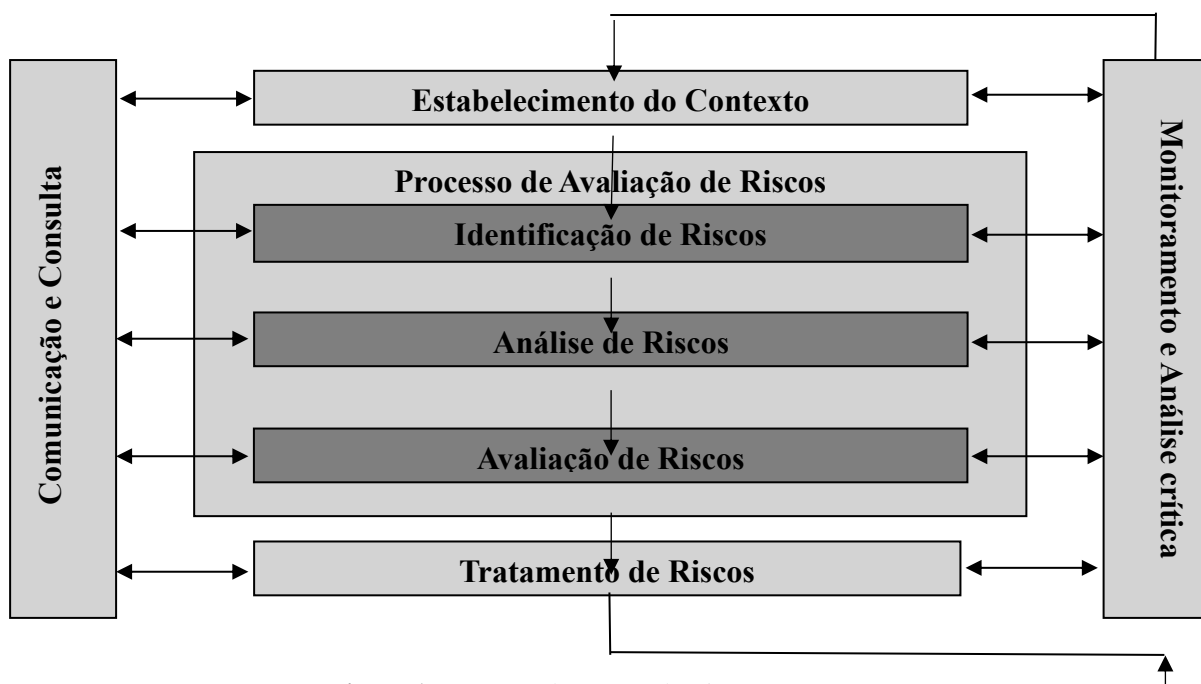 Estabelecimento do Contexto
Processo de Avaliação de Riscos
Identificação de Riscos
Análise de Riscos
Avaliação de Riscos
Tratamento de Riscos
Comunicação e Consulta
Monitoramento e Análise crítica